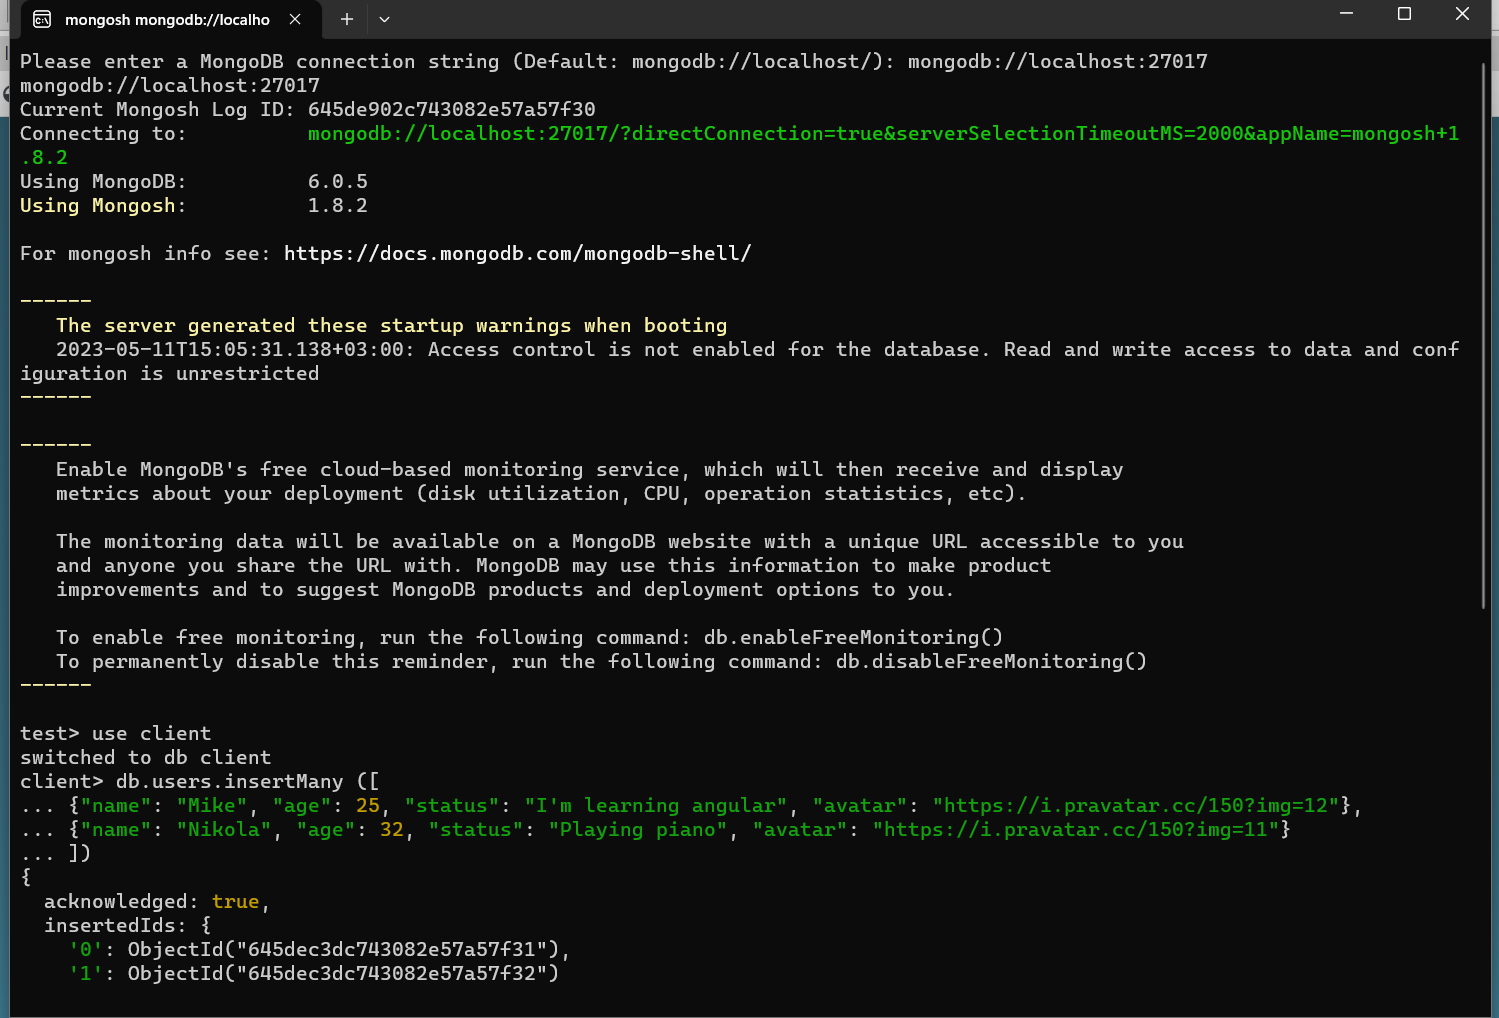 mongosh mongodb://localho
Please enter a MongoDB connection string (Default: mongodb://localhost/): mongodb://localhost:27017
mongodb://localhost:27017
Current Mongosh Log ID: 645de902c743082e57a57f30
Connecting to:          mongodb://localhost:27017/?directConnection=true&serverSelectionTimeoutMS=2000&appName=mongosh+1
.8.2
Using MongoDB:          6.0.5
Using Mongosh:          1.8.2
For mongosh info see: https://docs.mongodb.com/mongodb-shell/
------
   The server generated these startup warnings when booting
   2023-05-11T15:05:31.138+03:00: Access control is not enabled for the database. Read and write access to data and conf
iguration is unrestricted
------
------
   Enable MongoDB's free cloud-based monitoring service, which will then receive and display
   metrics about your deployment (disk utilization, CPU, operation statistics, etc).
   The monitoring data will be available on a MongoDB website with a unique URL accessible to you
   and anyone you share the URL with. MongoDB may use this information to make product
   improvements and to suggest MongoDB products and deployment options to you.
   To enable free monitoring, run the following command: db.enableFreeMonitoring()
   To permanently disable this reminder, run the following command: db.disableFreeMonitoring()
------
test> use client
switched to db client
client> db.users.insertMany ([
... {"name": "Mike", "age": 25, "status": "I'm learning angular", "avatar": "https://i.pravatar.cc/150?img=12"},
... {"name": "Nikola", "age": 32, "status": "Playing piano", "avatar": "https://i.pravatar.cc/150?img=11"}
... ])
{
  acknowledged: true,
  insertedIds: {
    '0': ObjectId("645dec3dc743082e57a57f31"),
    '1': ObjectId("645dec3dc743082e57a57f32")